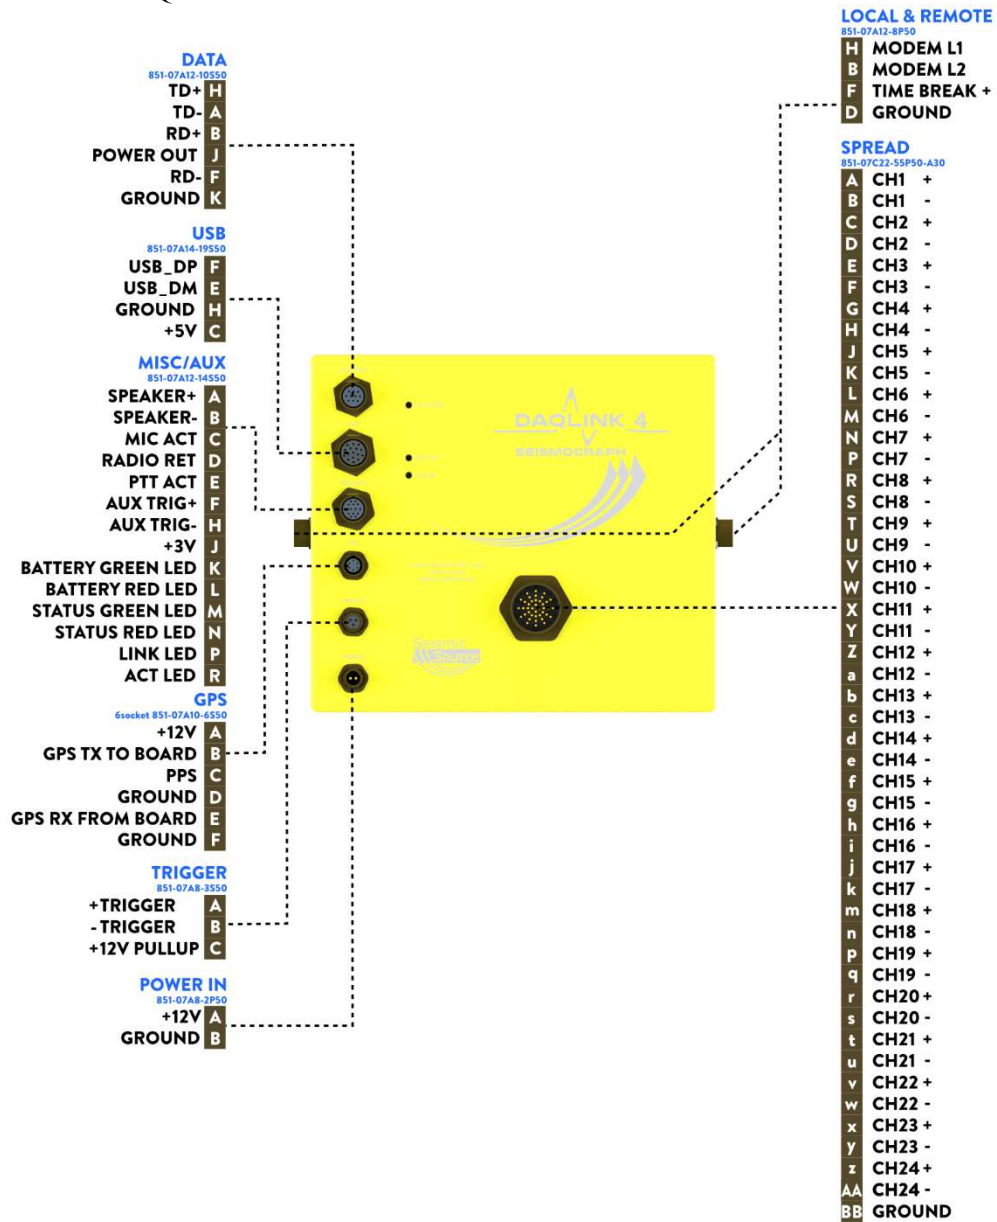 DATA
851-07A12-10S50
TD+ H
TD- A
RD+ B
POWER OUT J
RD- F
GROUND K
USB
851-07A14-19S50
USB_DP F
USB_DM E
GROUND H
+5V C
MISC/AUX
851-07A12-14S50
SPEAKER+ A
SPEAKER- B
MIC ACT C
RADIO RET D
PTT ACT E
AUX TRIG+ F
AUX TRIG- H
+3V J
BATTERY GREEN LED K
BATTERY RED LED L
STATUS GREEN LED M
STATUS RED LED N
LINK LED P
ACT LED R
GPS
6socket 851-07A10-6S50
+12V A
GPS TX TO BOARD B
PPS C
GROUND D
GPS RX FROM BOARD E
GROUND F
TRIGGER
851-07A8-3S50
+TRIGGER A
-TRIGGER B
+12V PULLUP C
POWER IN
851-07A8-2P50
+12V A
GROUND B
DAQLINK 4
SEISMOGRAPH
Seismic
Source
LOCAL & REMOTE
851-07A12-8P50
H MODEM L1
B MODEM L2
F TIME BREAK +
D GROUND
SPREAD
851-07C22-55P50-A30
A CH1 +
B CH1 -
C CH2 +
D CH2 -
E CH3 +
F CH3 -
G CH4 +
H CH4 -
J CH5 +
K CH5 -
L CH6 +
M CH6 -
N CH7 +
P CH7 -
R CH8 +
S CH8 -
T CH9 +
U CH9 -
V CH10 +
W CH10 -
X CH11 +
Y CH11 -
Z CH12 +
a CH12 -
b CH13 +
c CH13 -
d CH14 +
e CH14 -
f CH15 +
g CH15 -
h CH16 +
i CH16 -
j CH17 +
k CH17 -
m CH18 +
n CH18 -
p CH19 +
q CH19 -
r CH20 +
s CH20 -
t CH21 +
u CH21 -
v CH22 +
w CH22 -
x CH23 +
y CH23 -
z CH24 +
AA CH24 -
BB GROUND